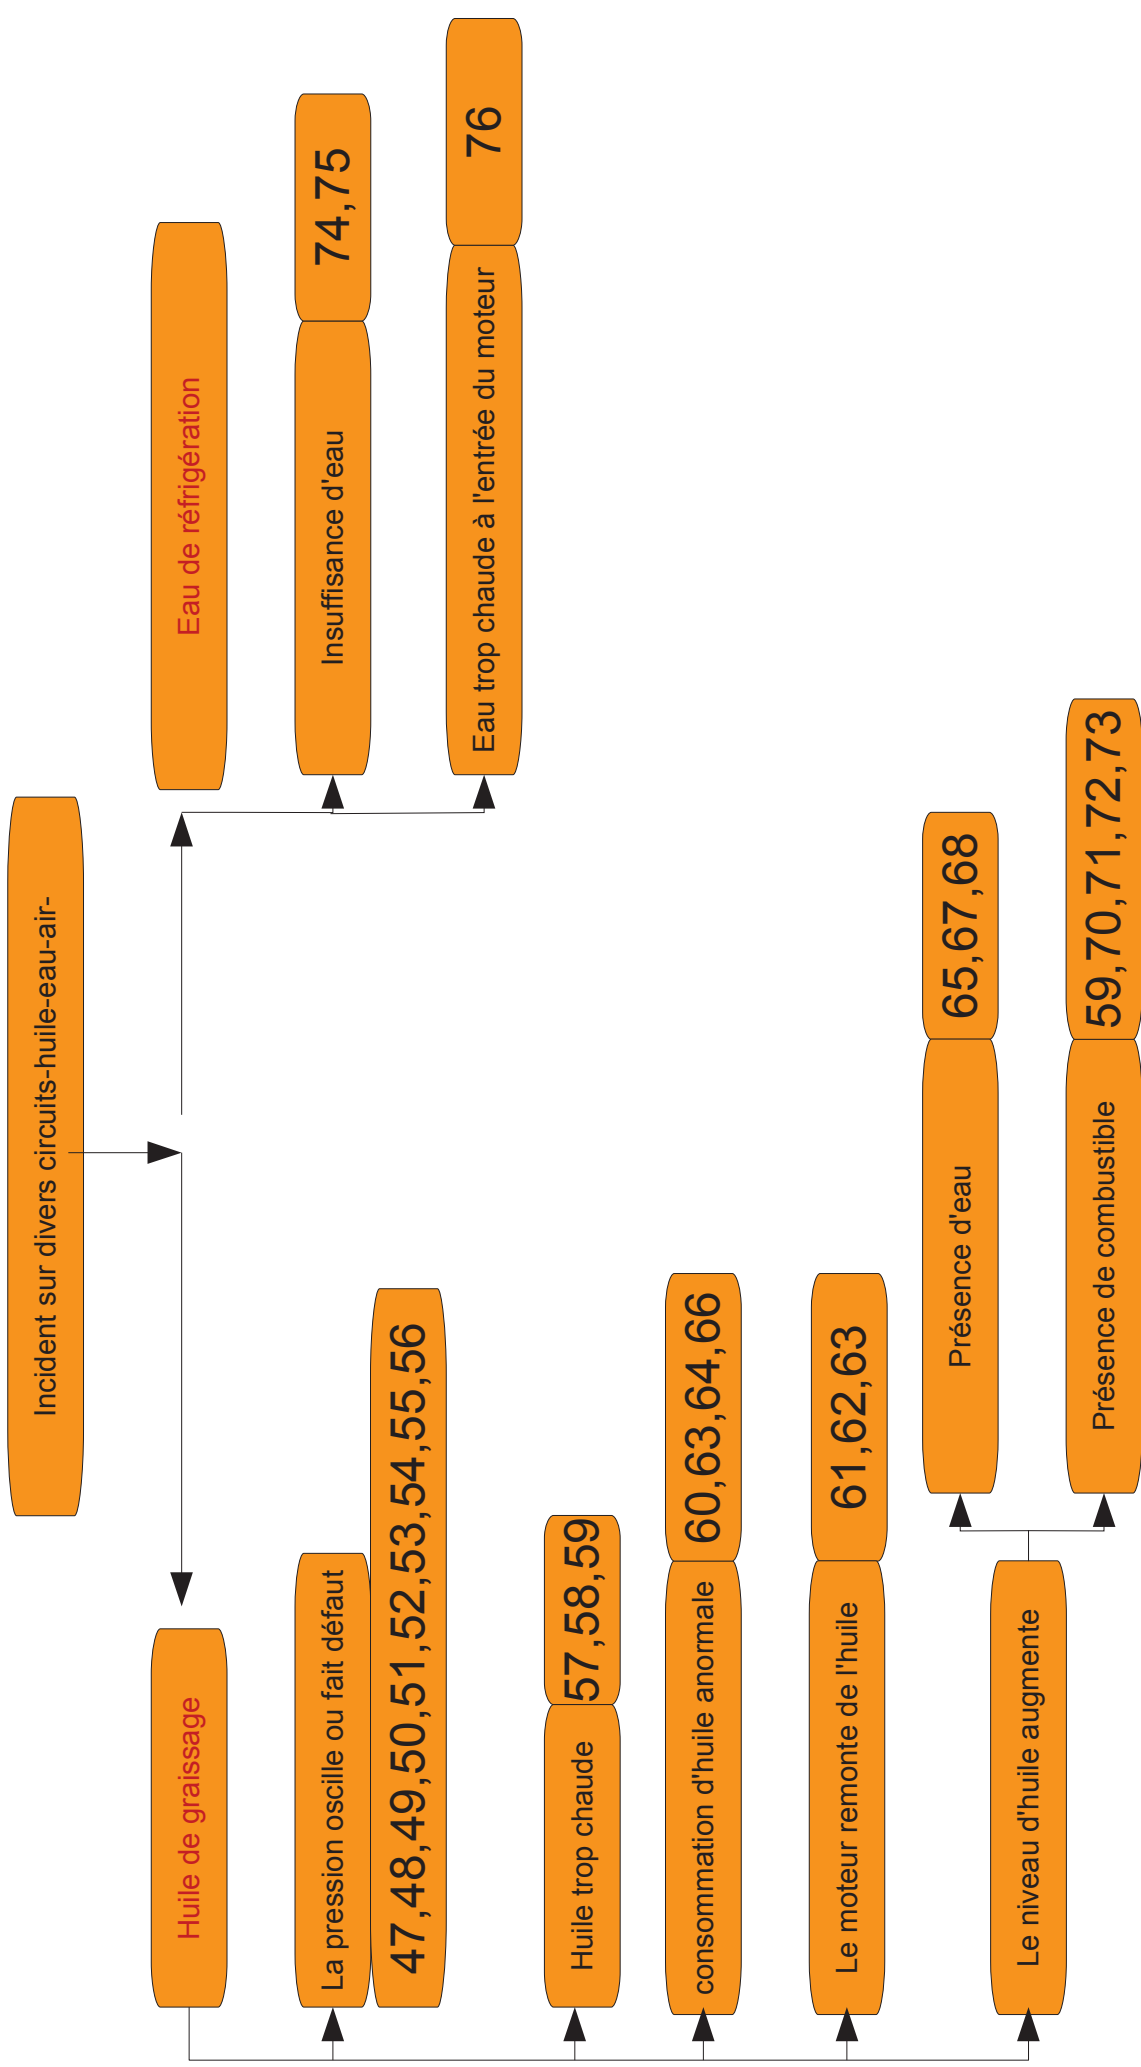 Incident sur divers circuits-huile-eau-air-
Huile de graissage
La pression oscille ou fait défaut
47,48,49,50,51,52,53,54,55,56
Huile trop chaude
57,58,59
consommation d'huile anormale
60,63,64,66
Le moteur remonte de l'huile
61,62,63
Le niveau d'huile augmente
Présence d'eau
65,67,68
Présence de combustible
59,70,71,72,73
Eau de réfrigération
Insuffisance d'eau
74,75
Eau trop chaude à l'entrée du moteur
76